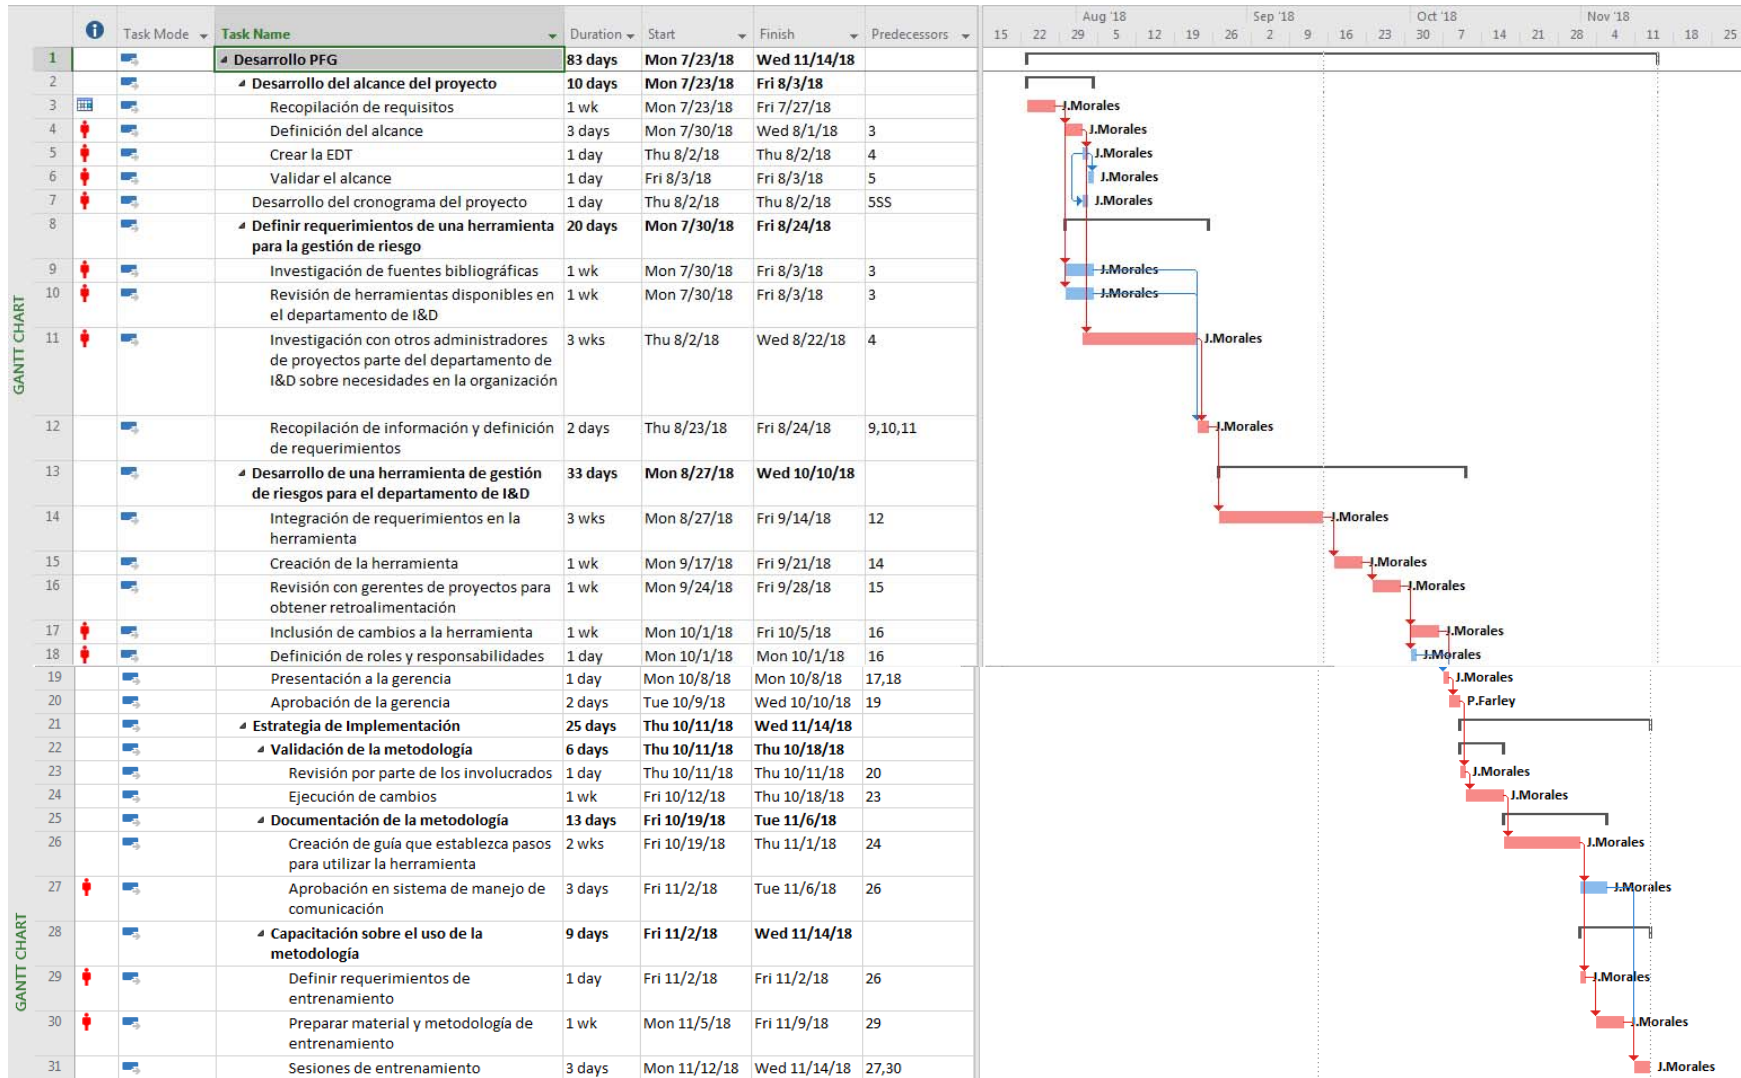 Task Mode Task Name Duration Start Finish Predecessors
Aug '18 Sep '18 Oct '18 Nov '18
15 22 29 5 12 19 26 2 9 16 23 30 7 14 21 28 4 11 18 25
1 Desarrollo PFG 83 days Mon 7/23/18 Wed 11/14/18
2 Desarrollo del alcance del proyecto 10 days Mon 7/23/18 Fri 8/3/18
3 Recopilación de requisitos 1 wk Mon 7/23/18 Fri 7/27/18 J.Morales
4 Definición del alcance 3 days Mon 7/30/18 Wed 8/1/18 3 J.Morales
5 Crear la EDT 1 day Thu 8/2/18 Thu 8/2/18 4 J.Morales
6 Validar el alcance 1 day Fri 8/3/18 Fri 8/3/18 5 J.Morales
7 Desarrollo del cronograma del proyecto 1 day Thu 8/2/18 Thu 8/2/18 5SS J.Morales
8 Definir requerimientos de una herramienta 20 days Mon 7/30/18 Fri 8/24/18
para la gestión de riesgo
9 Investigación de fuentes bibliográficas 1 wk Mon 7/30/18 Fri 8/3/18 3 J.Morales
10 Revisión de herramientas disponibles en 1 wk Mon 7/30/18 Fri 8/3/18 3 J.Morales
el departamento de I&D
11 Investigación con otros administradores 3 wks Thu 8/2/18 Wed 8/22/18 4 J.Morales
de proyectos parte del departamento de
I&D sobre necesidades en la organización
12 Recopilación de información y definición 2 days Thu 8/23/18 Fri 8/24/18 9,10,11 J.Morales
de requerimientos
13 Desarrollo de una herramienta de gestión 33 days Mon 8/27/18 Wed 10/10/18
de riesgos para el departamento de I&D
14 Integración de requerimientos en la 3 wks Mon 8/27/18 Fri 9/14/18 12 J.Morales
herramienta
15 Creación de la herramienta 1 wk Mon 9/17/18 Fri 9/21/18 14 J.Morales
16 Revisión con gerentes de proyectos para 1 wk Mon 9/24/18 Fri 9/28/18 15 J.Morales
obtener retroalimentación
17 Inclusión de cambios a la herramienta 1 wk Mon 10/1/18 Fri 10/5/18 16 J.Morales
18 Definición de roles y responsabilidades 1 day Mon 10/1/18 Mon 10/1/18 16 J.Morales
19 Presentación a la gerencia 1 day Mon 10/8/18 Mon 10/8/18 17,18 J.Morales
20 Aprobación de la gerencia 2 days Tue 10/9/18 Wed 10/10/18 19 P.Farley
21 Estrategia de Implementación 25 days Thu 10/11/18 Wed 11/14/18
22 Validación de la metodología 6 days Thu 10/11/18 Thu 10/18/18
23 Revisión por parte de los involucrados 1 day Thu 10/11/18 Thu 10/11/18 20 J.Morales
24 Ejecución de cambios 1 wk Fri 10/12/18 Thu 10/18/18 23 J.Morales
25 Documentación de la metodología 13 days Fri 10/19/18 Tue 11/6/18
26 Creación de guía que establezca pasos 2 wks Fri 10/19/18 Thu 11/1/18 24 J.Morales
para utilizar la herramienta
27 Aprobación en sistema de manejo de 3 days Fri 11/2/18 Tue 11/6/18 26 J.Morales
comunicación
28 Capacitación sobre el uso de la 9 days Fri 11/2/18 Wed 11/14/18
metodología
29 Definir requerimientos de 1 day Fri 11/2/18 Fri 11/2/18 26 J.Morales
entrenamiento
30 Preparar material y metodología de 1 wk Mon 11/5/18 Fri 11/9/18 29 J.Morales
entrenamiento
31 Sesiones de entrenamiento 3 days Mon 11/12/18 Wed 11/14/18 27,30 J.Morales
GANTT CHART
GANTT CHART